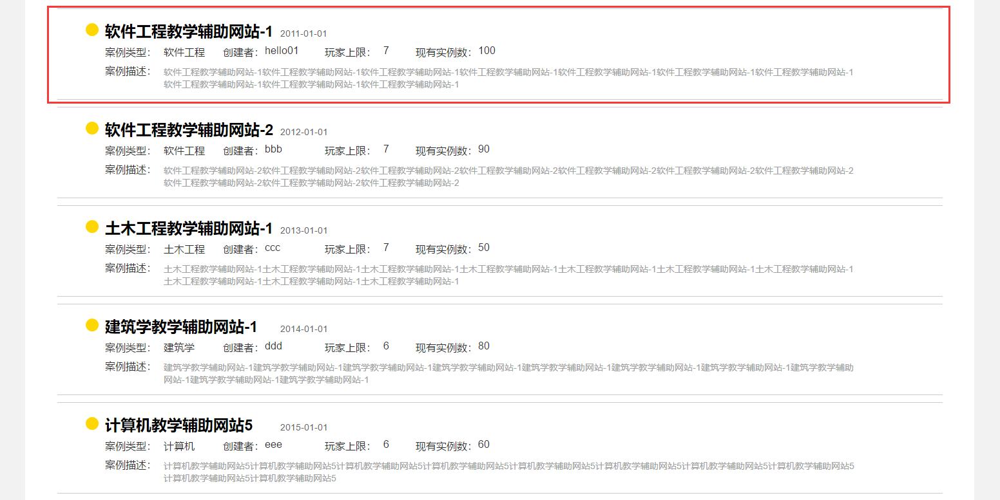 软件工程教学辅助网站-1 2011-01-01
案例类型： 软件工程 创建者： hello01 玩家上限： 7 现有实例数： 100
案例描述： 软件工程教学辅助网站-1软件工程教学辅助网站-1软件工程教学辅助网站-1软件工程教学辅助网站-1软件工程教学辅助网站-1软件工程教学辅助网站-1软件工程教学辅助网站-1
软件工程教学辅助网站-1软件工程教学辅助网站-1软件工程教学辅助网站-1
软件工程教学辅助网站-2 2012-01-01
案例类型： 软件工程 创建者： bbb 玩家上限： 7 现有实例数： 90
案例描述： 软件工程教学辅助网站-2软件工程教学辅助网站-2软件工程教学辅助网站-2软件工程教学辅助网站-2软件工程教学辅助网站-2软件工程教学辅助网站-2软件工程教学辅助网站-2
软件工程教学辅助网站-2软件工程教学辅助网站-2软件工程教学辅助网站-2
土木工程教学辅助网站-1 2013-01-01
案例类型： 土木工程 创建者： ccc 玩家上限： 7 现有实例数： 50
案例描述： 土木工程教学辅助网站-1土木工程教学辅助网站-1土木工程教学辅助网站-1土木工程教学辅助网站-1土木工程教学辅助网站-1土木工程教学辅助网站-1土木工程教学辅助网站-1
土木工程教学辅助网站-1土木工程教学辅助网站-1土木工程教学辅助网站-1
建筑学教学辅助网站-1 2014-01-01
案例类型： 建筑学 创建者： ddd 玩家上限： 6 现有实例数： 80
案例描述： 建筑学教学辅助网站-1建筑学教学辅助网站-1建筑学教学辅助网站-1建筑学教学辅助网站-1建筑学教学辅助网站-1建筑学教学辅助网站-1建筑学教学辅助网站-1建筑学教学辅助
网站-1建筑学教学辅助网站-1建筑学教学辅助网站-1
计算机教学辅助网站5 2015-01-01
案例类型： 计算机 创建者： eee 玩家上限： 6 现有实例数： 60
案例描述： 计算机教学辅助网站5计算机教学辅助网站5计算机教学辅助网站5计算机教学辅助网站5计算机教学辅助网站5计算机教学辅助网站5计算机教学辅助网站5计算机教学辅助网站5
计算机教学辅助网站5计算机教学辅助网站5